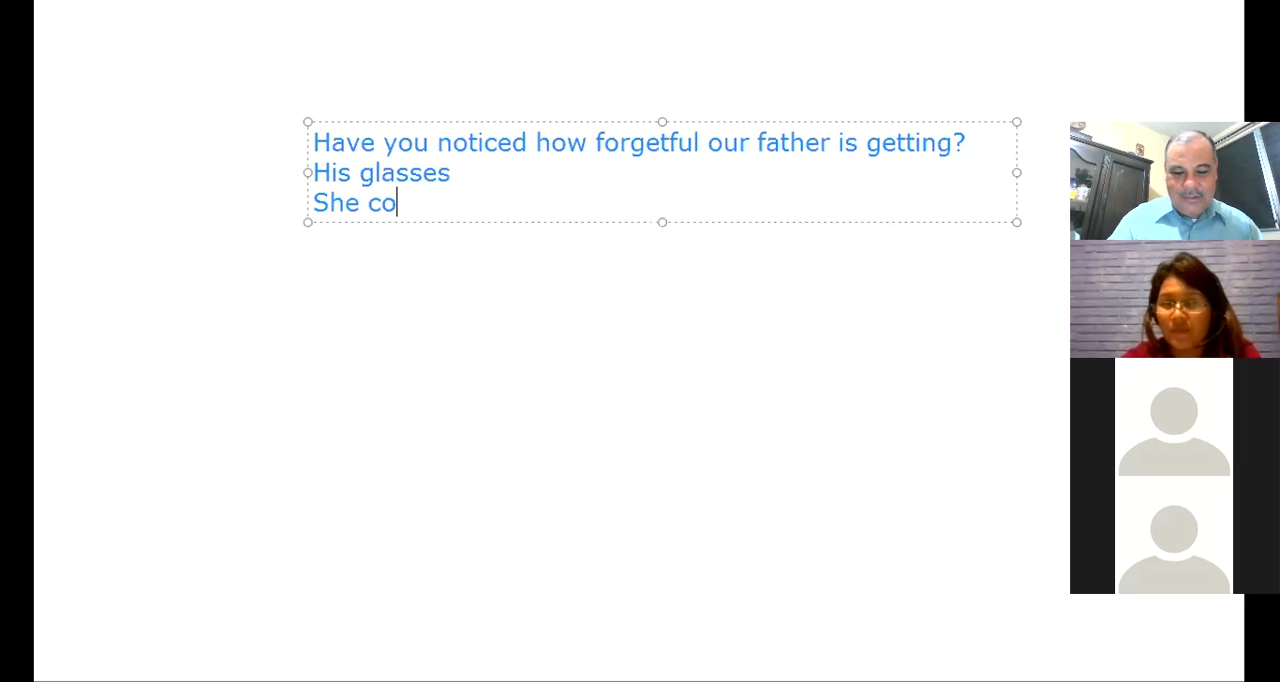 Have you noticed how forgetful our father is getting?
His glasses
She co